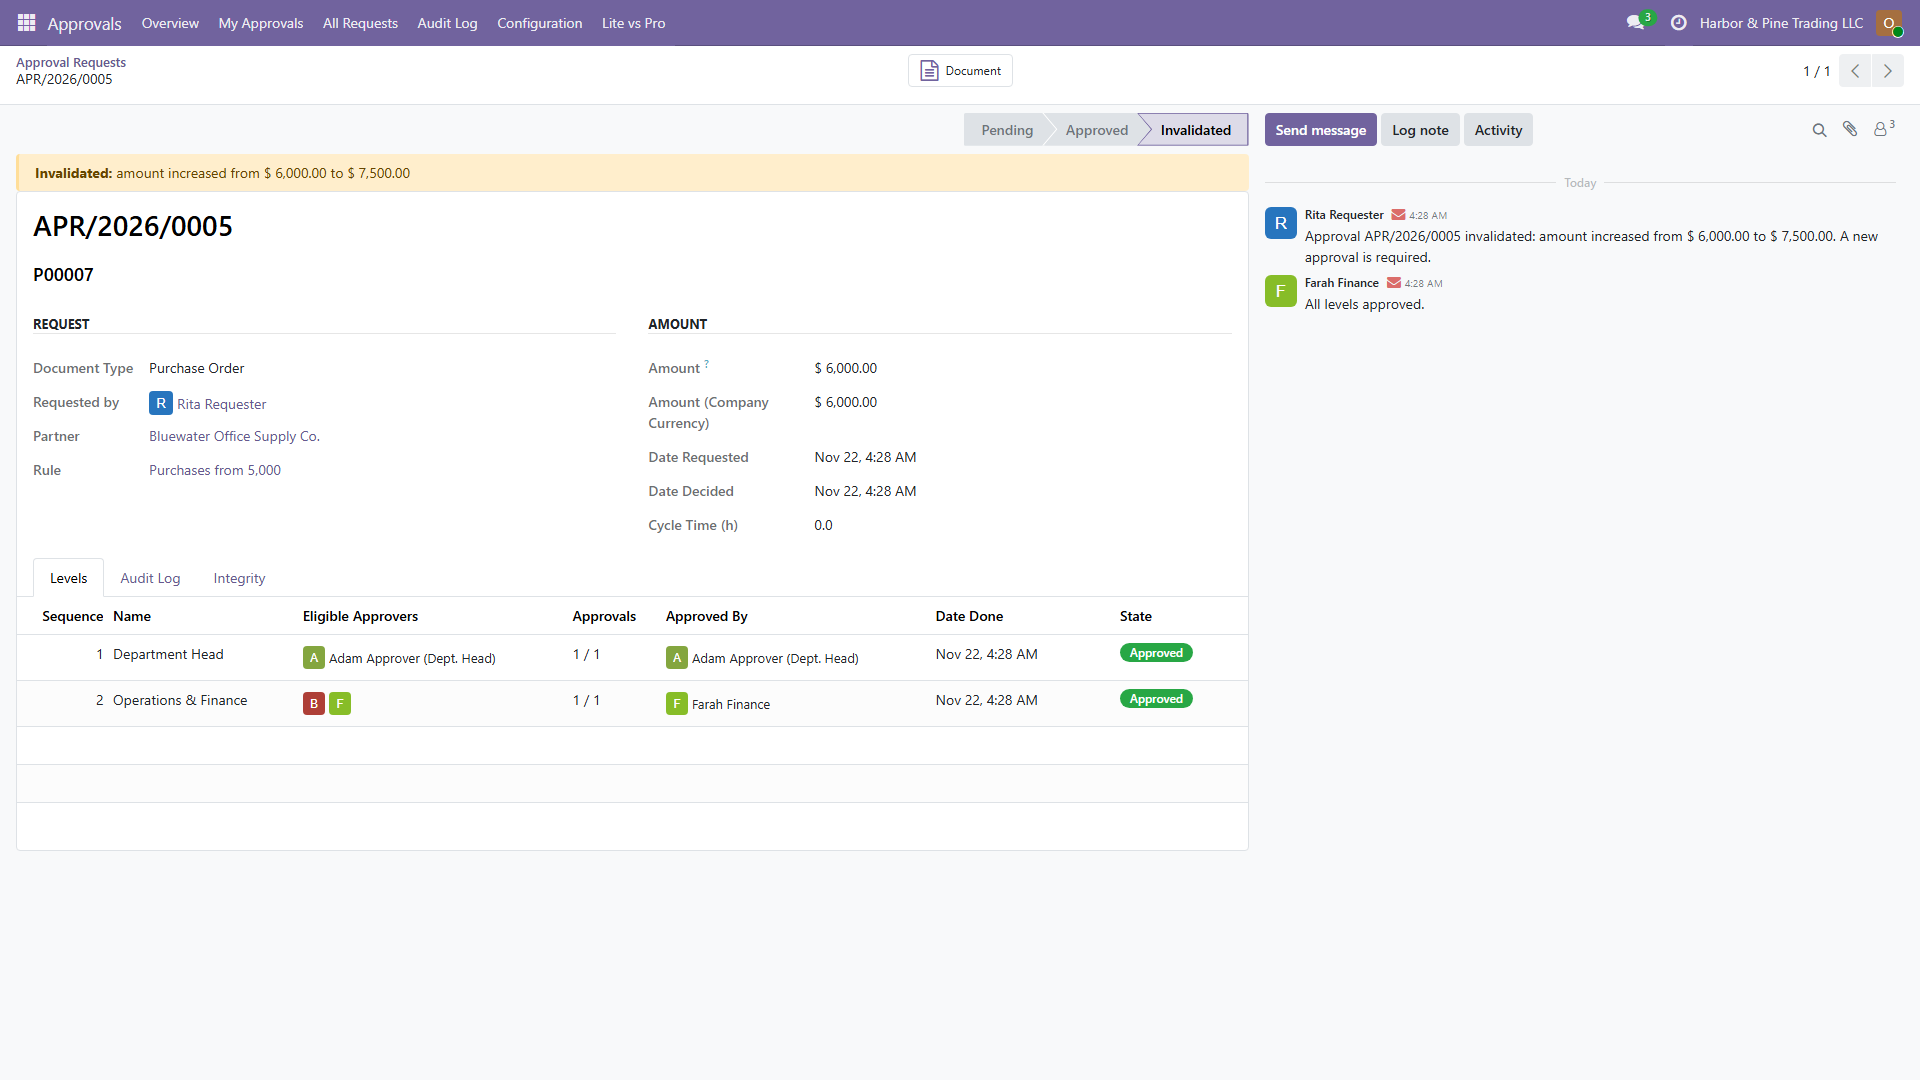 Approvals Overview My Approvals All Requests Audit Log Configuration Lite vs Pro 3 Harbor & Pine Trading LLC O
Approval Requests
APR/2026/0005
Document
1 / 1
Pending Approved Invalidated
Send message Log note Activity 3
Invalidated: amount increased from $ 6,000.00 to $ 7,500.00
APR/2026/0005
P00007
REQUEST
Document Type Purchase Order
Requested by R Rita Requester
Partner Bluewater Office Supply Co.
Rule Purchases from 5,000
AMOUNT
Amount ? $ 6,000.00
Amount (Company $ 6,000.00
Currency)
Date Requested Nov 22, 4:28 AM
Date Decided Nov 22, 4:28 AM
Cycle Time (h) 0.0
Levels Audit Log Integrity
Sequence Name Eligible Approvers Approvals Approved By Date Done State
1 Department Head A Adam Approver (Dept. Head) 1 / 1 A Adam Approver (Dept. Head) Nov 22, 4:28 AM Approved
2 Operations & Finance B F 1 / 1 F Farah Finance Nov 22, 4:28 AM Approved
Today
R Rita Requester 4:28 AM
Approval APR/2026/0005 invalidated: amount increased from $ 6,000.00 to $ 7,500.00. A new
approval is required.
F Farah Finance 4:28 AM
All levels approved.